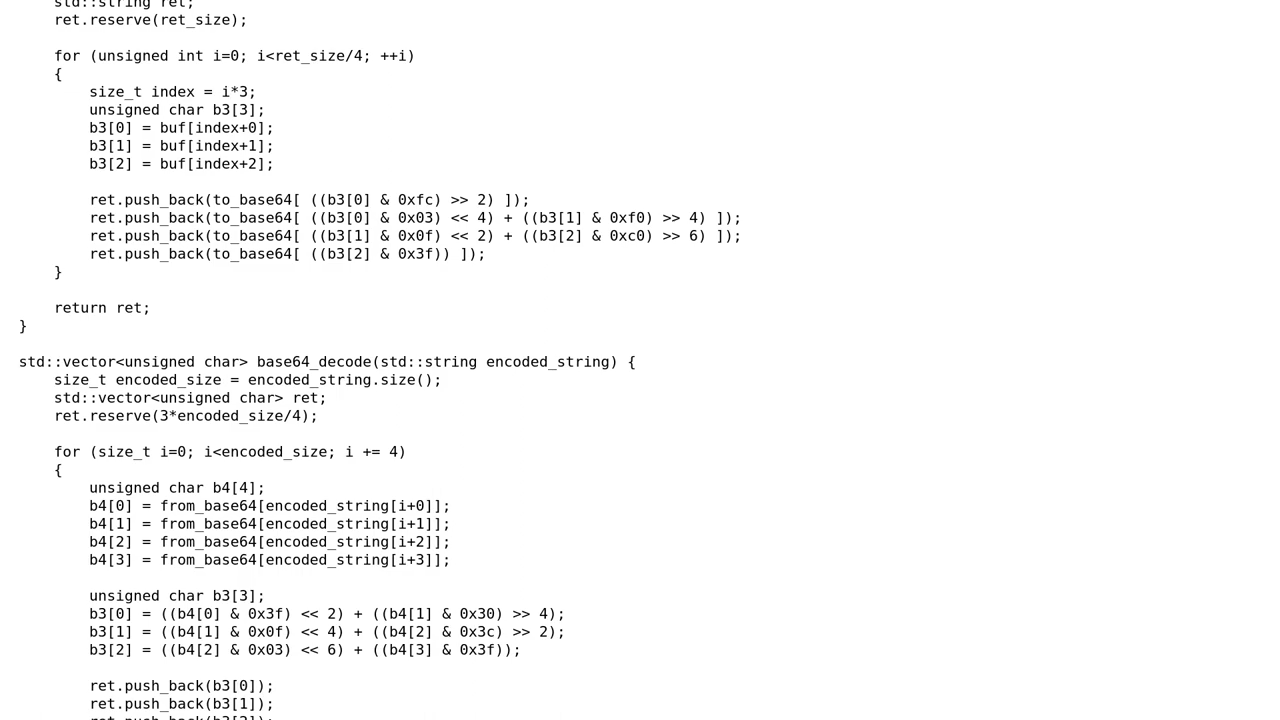 std::string ret;
    ret.reserve(ret_size);

    for (unsigned int i=0; i<ret_size/4; ++i)
    {
        size_t index = i*3;
        unsigned char b3[3];
        b3[0] = buf[index+0];
        b3[1] = buf[index+1];
        b3[2] = buf[index+2];

        ret.push_back(to_base64[ ((b3[0] & 0xfc) >> 2) ]);
        ret.push_back(to_base64[ ((b3[0] & 0x03) << 4) + ((b3[1] & 0xf0) >> 4) ]);
        ret.push_back(to_base64[ ((b3[1] & 0x0f) << 2) + ((b3[2] & 0xc0) >> 6) ]);
        ret.push_back(to_base64[ ((b3[2] & 0x3f)) ]);
    }

    return ret;
}

std::vector<unsigned char> base64_decode(std::string encoded_string) {
    size_t encoded_size = encoded_string.size();
    std::vector<unsigned char> ret;
    ret.reserve(3*encoded_size/4);

    for (size_t i=0; i<encoded_size; i += 4)
    {
        unsigned char b4[4];
        b4[0] = from_base64[encoded_string[i+0]];
        b4[1] = from_base64[encoded_string[i+1]];
        b4[2] = from_base64[encoded_string[i+2]];
        b4[3] = from_base64[encoded_string[i+3]];

        unsigned char b3[3];
        b3[0] = ((b4[0] & 0x3f) << 2) + ((b4[1] & 0x30) >> 4);
        b3[1] = ((b4[1] & 0x0f) << 4) + ((b4[2] & 0x3c) >> 2);
        b3[2] = ((b4[2] & 0x03) << 6) + ((b4[3] & 0x3f));

        ret.push_back(b3[0]);
        ret.push_back(b3[1]);
        ret.push_back(b3[2]);